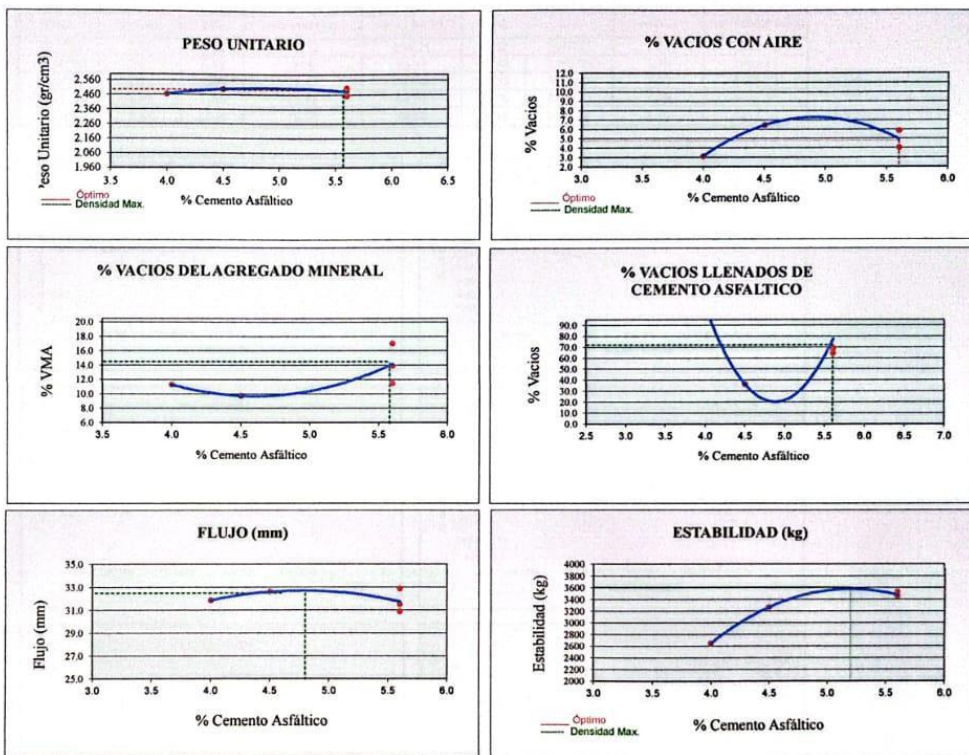 PESO UNITARIO
eso Unitario (gr/cm3)
2.560
2.460
2.360
2.260
2.160
2.060
1.960
3.5 4.0 4.5 5.0 5.5 6.0 6.5
% Cemento Asfáltico
Óptimo
Densidad Max.
% VACIOS CON AIRE
% Vacios
12.0
11.0
10.0
9.0
8.0
7.0
6.0
5.0
4.0
3.0
2.0
3.0 3.5 4.0 4.5 5.0 5.5 6.0
% Cemento Asfáltico
Óptimo
Densidad Max.
% VACIOS DEL AGREGADO MINERAL
% VMA
20.0
18.0
16.0
14.0
12.0
10.0
8.0
6.0
3.5 4.0 4.5 5.0 5.5 6.0
% Cemento Asfáltico
% VACIOS LLENADOS DE
CEMENTO ASFALTICO
% Vacios
90.0
80.0
70.0
60.0
50.0
40.0
30.0
20.0
10.0
0.0
2.5 3.0 3.5 4.0 4.5 5.0 5.5 6.0 6.5 7.0
% Cemento Asfáltico
FLUJO (mm)
Flujo (mm)
35.0
33.0
31.0
29.0
27.0
25.0
3.0 3.5 4.0 4.5 5.0 5.5 6.0
% Cemento Asfáltico
ESTABILIDAD (kg)
Estabilidad (kg)
4000
3800
3600
3400
3200
3000
2800
2600
2400
2200
2000
3.0 3.5 4.0 4.5 5.0 5.5 6.0
% Cemento Asfáltico
Óptimo
Densidad Max.